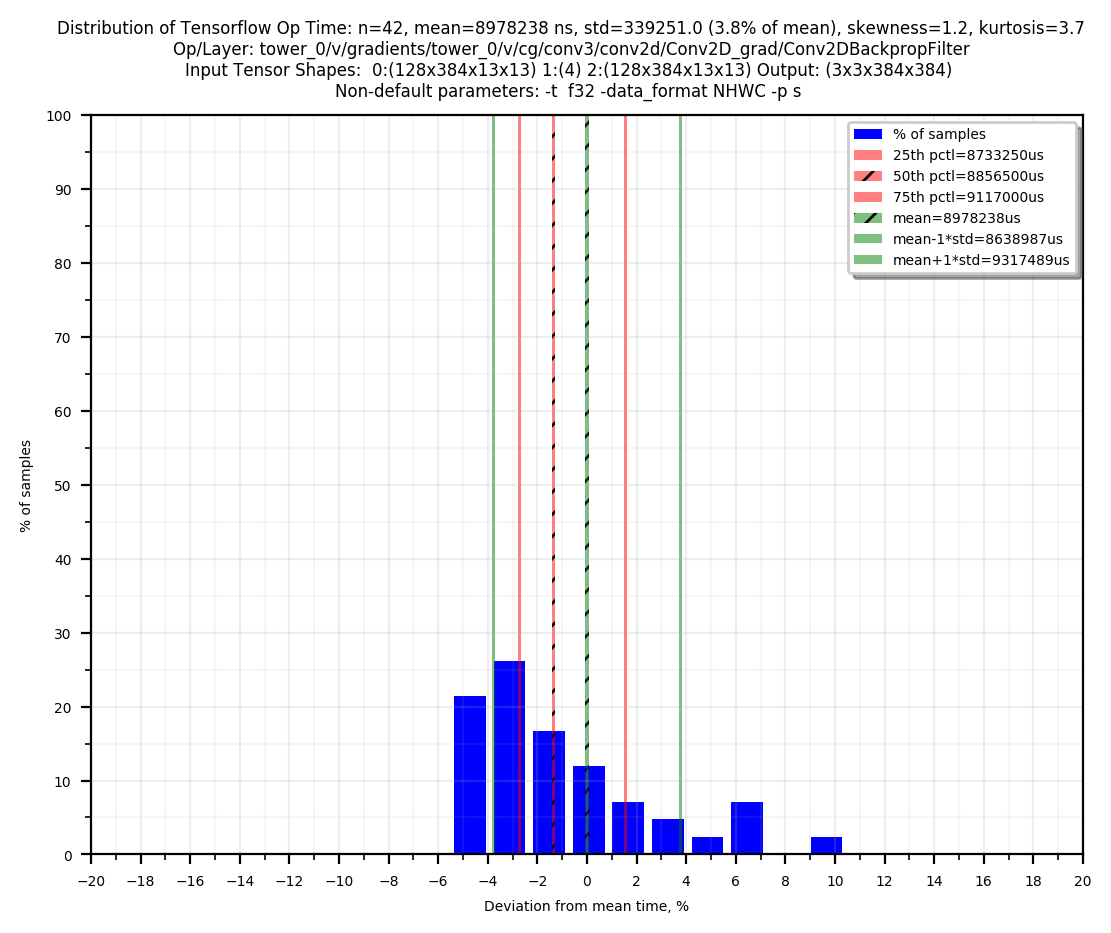 Distribution of Tensorflow Op Time: n=42, mean=8978238 ns, std=339251.0 (3.8% of mean), skewness=1.2, kurtosis=3.7
Op/Layer: tower_0/v/gradients/tower_0/v/cg/conv3/conv2d/Conv2D_grad/Conv2DBackpropFilter
Input Tensor Shapes:  0:(128x384x13x13) 1:(4) 2:(128x384x13x13) Output: (3x3x384x384)
Non-default parameters: -t  f32 -data_format NHWC -p s
% of samples
25th pctl=8733250us
50th pctl=8856500us
75th pctl=9117000us
mean=8978238us
mean-1*std=8638987us
mean+1*std=9317489us
100
90
80
70
60
50
40
30
20
10
0
% of samples
−20 −18 −16 −14 −12 −10 −8 −6 −4 −2 0 2 4 6 8 10 12 14 16 18 20
Deviation from mean time, %